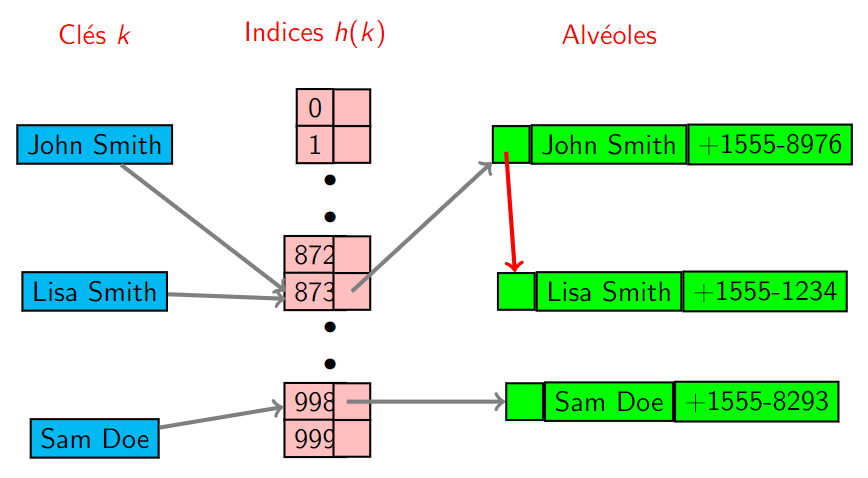 Clés k
Indices h(k)
Alvéoles
0
John Smith
1
John Smith
+1555-8976
872
Lisa Smith
873
Lisa Smith
+1555-1234
998
Sam Doe
+1555-8293
Sam Doe
999